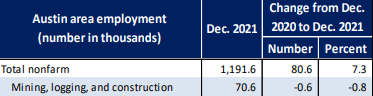 Austin area employment
(number in thousands)
Dec. 2021
Change from Dec.
2020 to Dec. 2021
Number Percent
Total nonfarm 1,191.6 80.6 7.3
Mining, logging, and construction 70.6 -0.6 -0.8